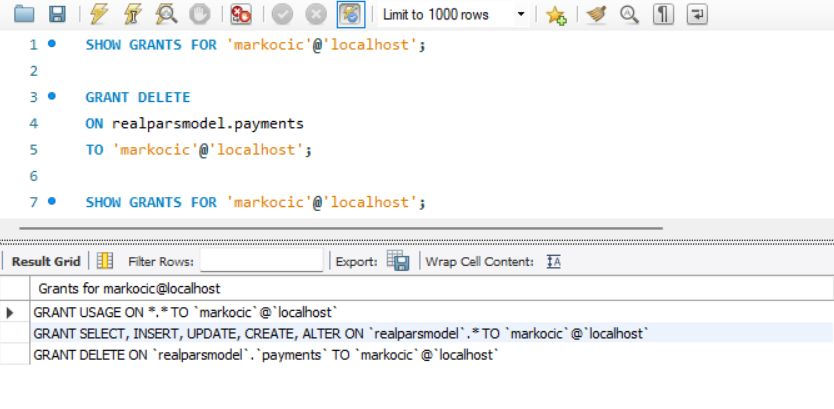 Limit to 1000 rows
1 SHOW GRANTS FOR 'markocic'@'localhost';
2
3 GRANT DELETE
4 ON realparsmodel.payments
5 TO 'markocic'@'localhost';
6
7 SHOW GRANTS FOR 'markocic'@'localhost';
Result Grid Filter Rows: Export: Wrap Cell Content:
Grants for markocic@localhost
GRANT USAGE ON *.* TO `markocic`@`localhost`
GRANT SELECT, INSERT, UPDATE, CREATE, ALTER ON `realparsmodel`.* TO `markocic`@`localhost`
GRANT DELETE ON `realparsmodel`.`payments` TO `markocic`@`localhost`